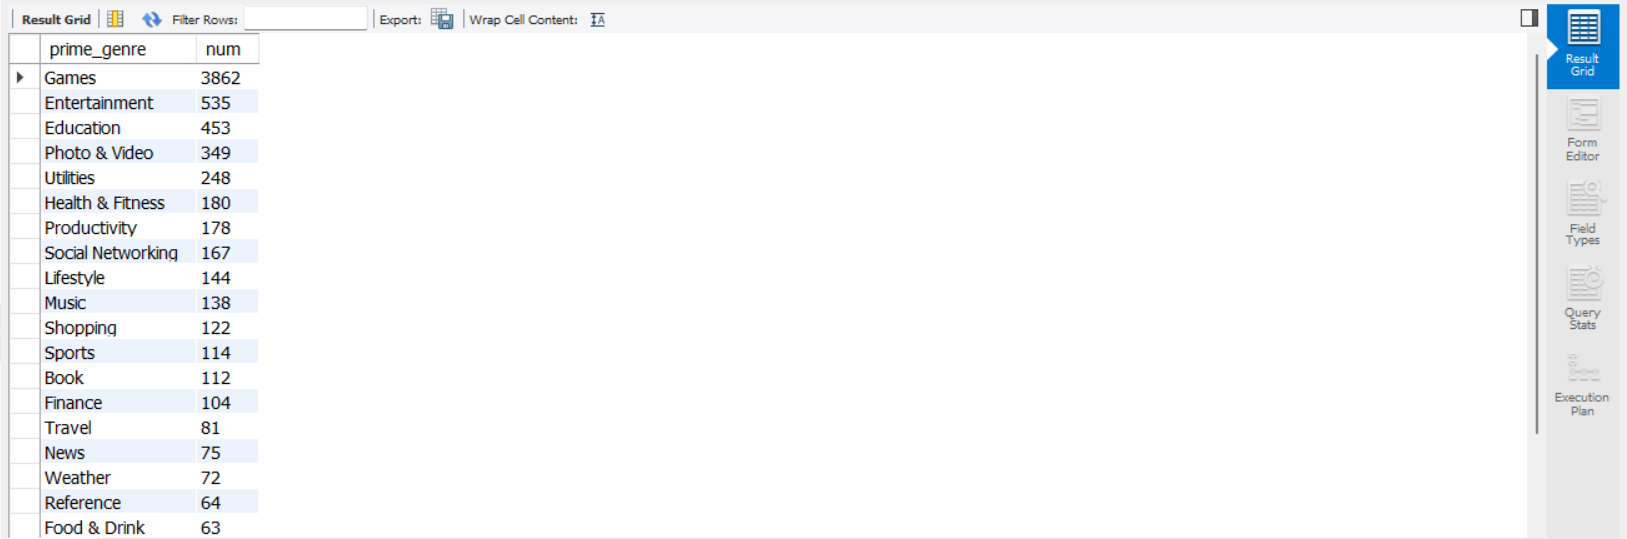 Result Grid Filter Rows: Export: Wrap Cell Content: IA
prime_genre num
Games 3862
Entertainment 535
Education 453
Photo & Video 349
Utilities 248
Health & Fitness 180
Productivity 178
Social Networking 167
Lifestyle 144
Music 138
Shopping 122
Sports 114
Book 112
Finance 104
Travel 81
News 75
Weather 72
Reference 64
Food & Drink 63
Result
Grid
Form
Editor
Field
Types
Query
Stats
Execution
Plan